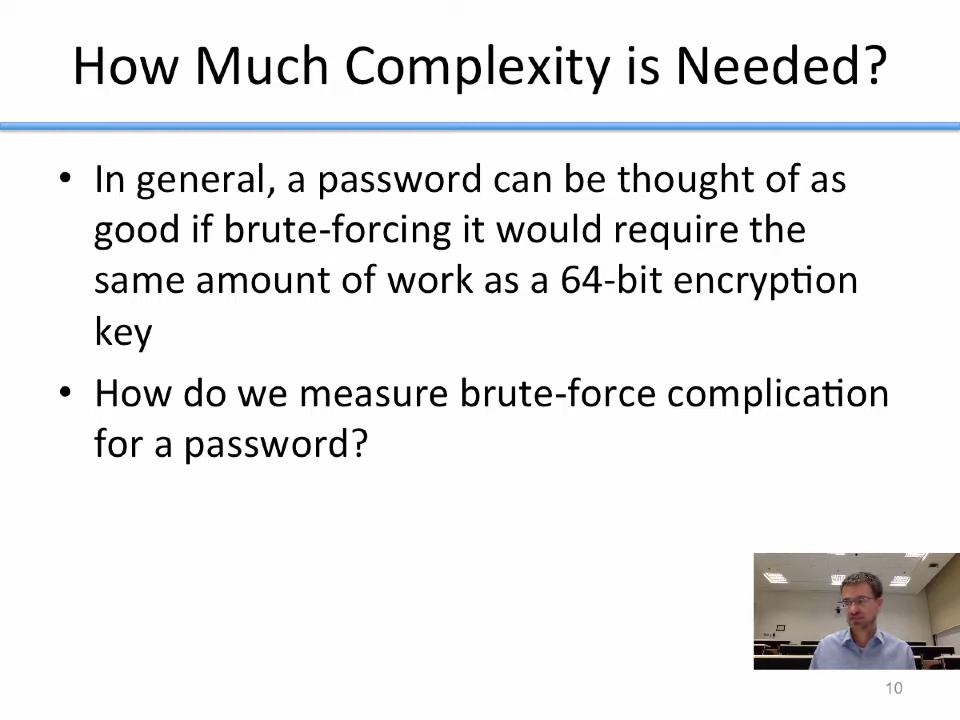 How Much Complexity is Needed?
• In general, a password can be thought of as
good if brute-forcing it would require the
same amount of work as a 64-bit encryption
key
• How do we measure brute-force complication
for a password?
10